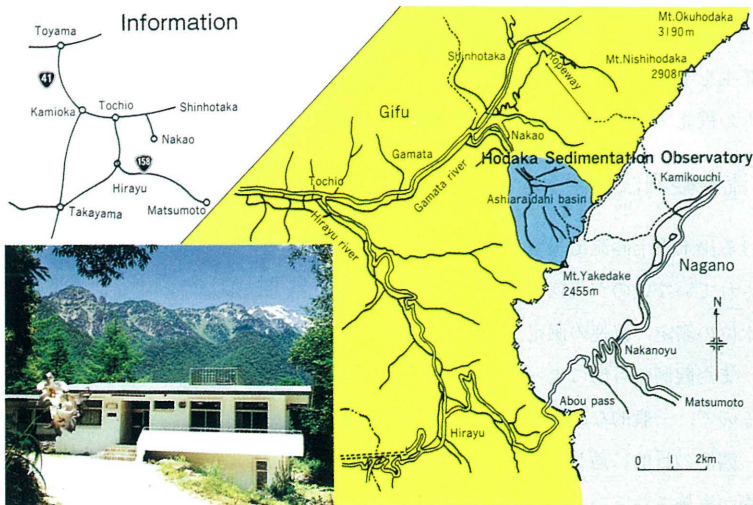 Information
Toyama
41
Kamioka
Tochio
Shinhotaka
Nakao
158
Hirayu
Takayama
Matsumoto
Mt.Okuhodaka
3190m
Mt.Nishihodaka
2908m
Shinhotaka
Ropeway
Gifu
Nakao
Gamata
Hodaka Sedimentation Observatory
Kamikouchi
Tochio
Gamata river
Ashiaraidani basin
Hirayu river
Nagano
Mt.Yakedake
2455m
N
Nakanoyu
Abou pass
Matsumoto
Hirayu
0 2km